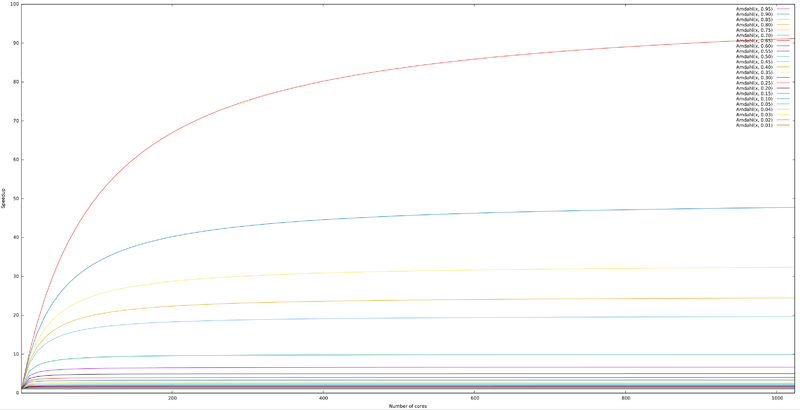 100
90
80
70
60
50
40
30
20
10
0
Speedup
200
400
600
800
1000
Number of cores
Amdahl(x, 0.95)
Amdahl(x, 0.90)
Amdahl(x, 0.85)
Amdahl(x, 0.80)
Amdahl(x, 0.75)
Amdahl(x, 0.70)
Amdahl(x, 0.65)
Amdahl(x, 0.60)
Amdahl(x, 0.55)
Amdahl(x, 0.50)
Amdahl(x, 0.45)
Amdahl(x, 0.40)
Amdahl(x, 0.35)
Amdahl(x, 0.30)
Amdahl(x, 0.25)
Amdahl(x, 0.20)
Amdahl(x, 0.15)
Amdahl(x, 0.10)
Amdahl(x, 0.05)
Amdahl(x, 0.04)
Amdahl(x, 0.03)
Amdahl(x, 0.02)
Amdahl(x, 0.01)